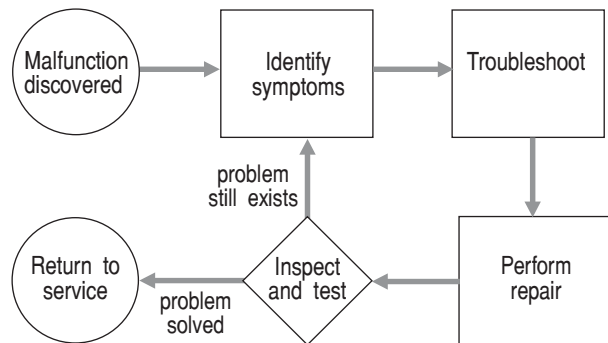 Malfunction
discovered
Identify
symptoms
Troubleshoot
problem
still exists
Return to
service
problem
solved
Inspect
and test
Perform
repair